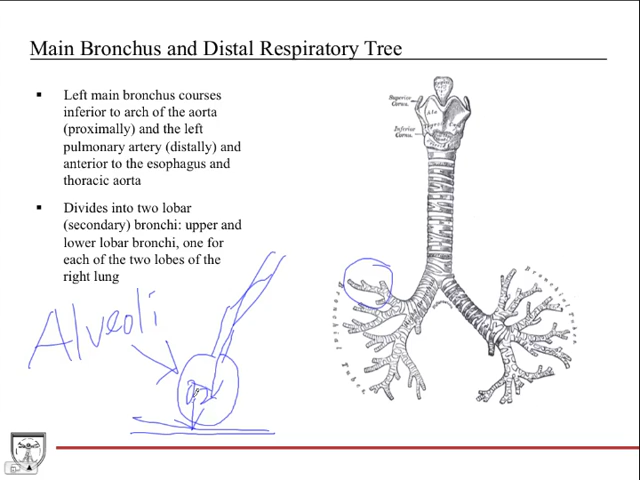 Main Bronchus and Distal Respiratory Tree
Left main bronchus courses
inferior to arch of the aorta
(proximally) and the left
pulmonary artery (distally) and
anterior to the esophagus and
thoracic aorta
Divides into two lobar
(secondary) bronchi: upper and
lower lobar bronchi, one for
each of the two lobes of the
right lung
Alveoli
Superior
Cornu.
Ala
Inferior
Cornu.
Bronchial Tubes